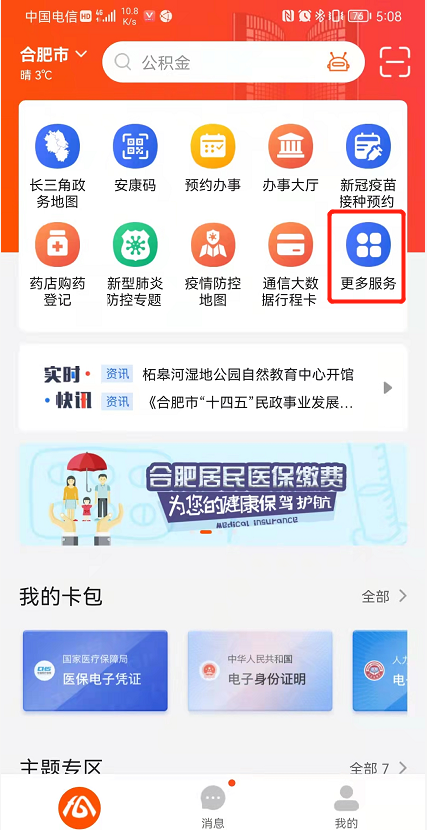 中国电信 HD 4G 10.8 K/s N 76 5:08
合肥市
晴 3℃
公积金
长三角政务地图
安康码
预约办事
办事大厅
新冠疫苗接种预约
药店购药登记
新型肺炎防控专题
疫情防控地图
通信大数据行程卡
更多服务
实时快讯
资讯 柘皋河湿地公园自然教育中心开馆
资讯 《合肥市“十四五”民政事业发展...
合肥居民医保缴费
为您的健康保驾护航
Medical insurance
我的卡包
全部
国家医疗保障局
医保电子凭证
中华人民共和国
电子身份证明
人力
电子
主题专区
全部 7
消息
我的